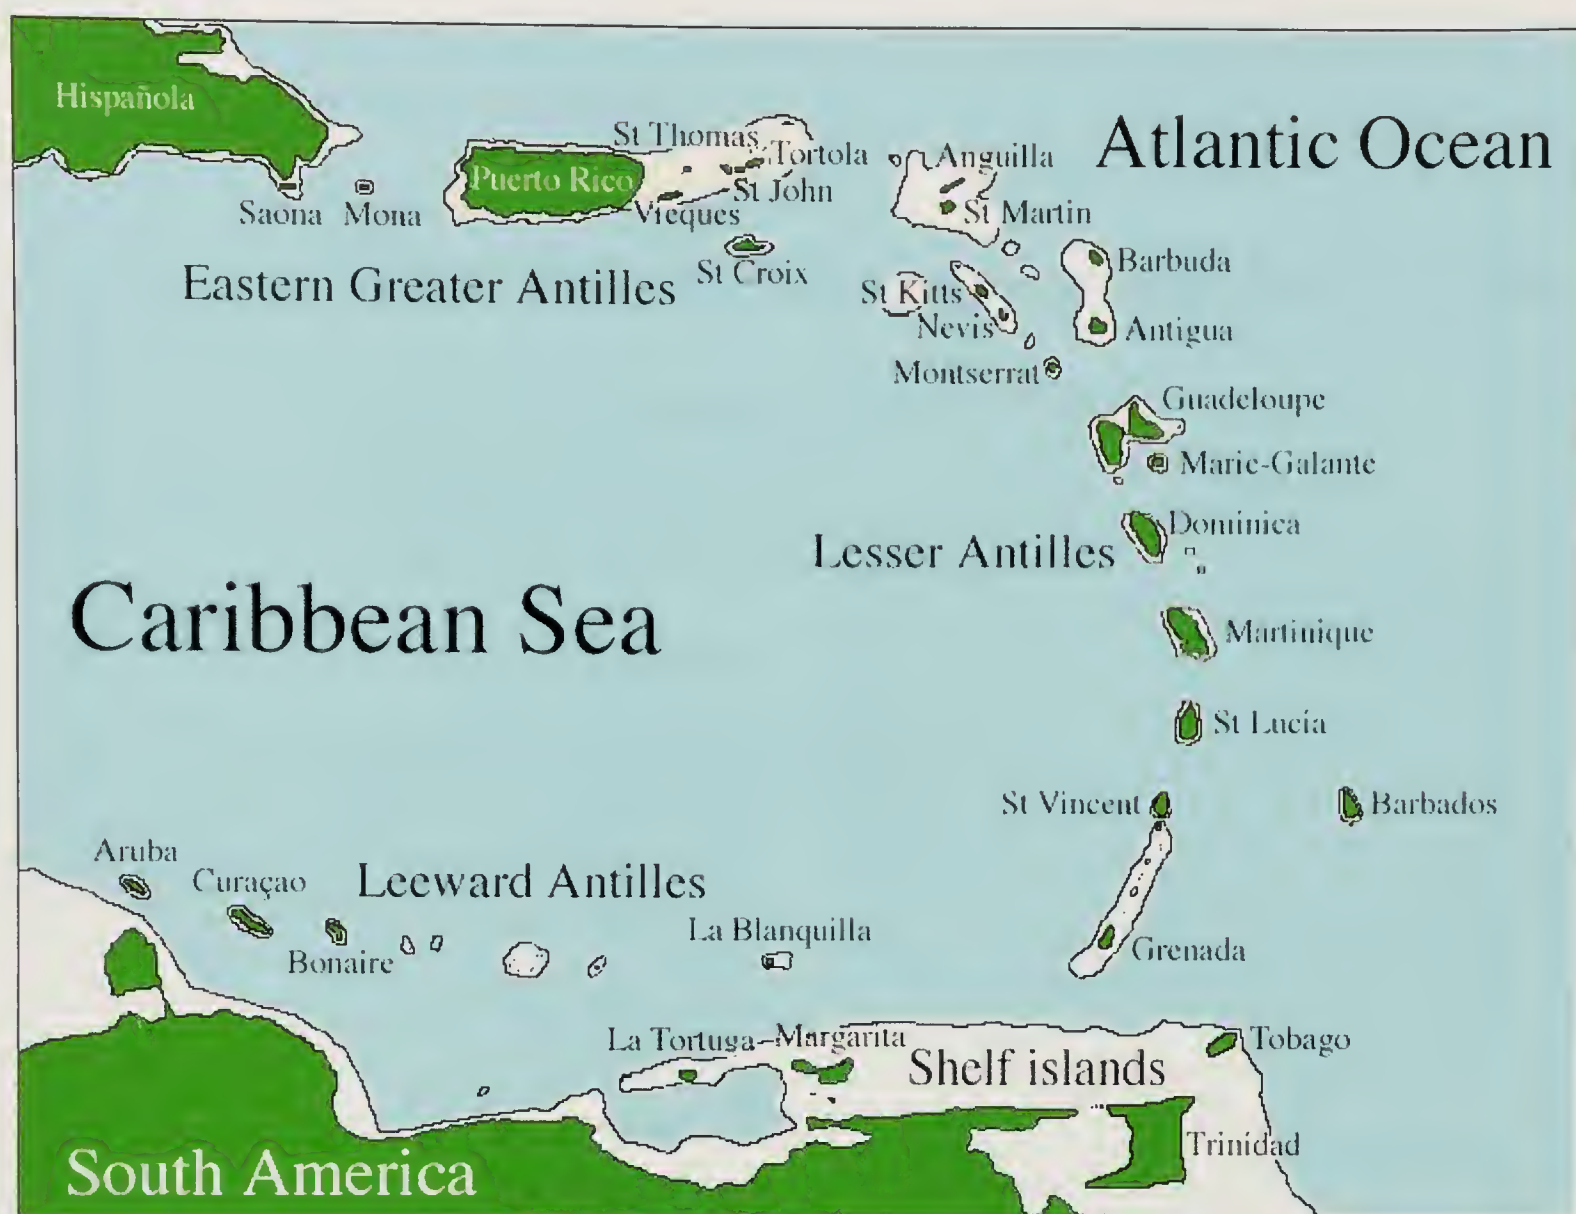 Hispañola
Atlantic Ocean
St Thomas
Tortola
Anguilla
Puerto Rico
St John
Saona
Mona
Vieques
St Martin
St Croix
Barbuda
Eastern Greater Antilles
St Kitts
Nevis
Antigua
Montserrat
Guadeloupe
Marie-Galante
Dominica
Lesser Antilles
Caribbean Sea
Martinique
St Lucía
St Vincent
Barbados
Aruba
Curaçao
Leeward Antilles
La Blanquilla
Bonaire
Grenada
La Tortuga
Margarita
Tobago
Shelf islands
Trinídad
South America